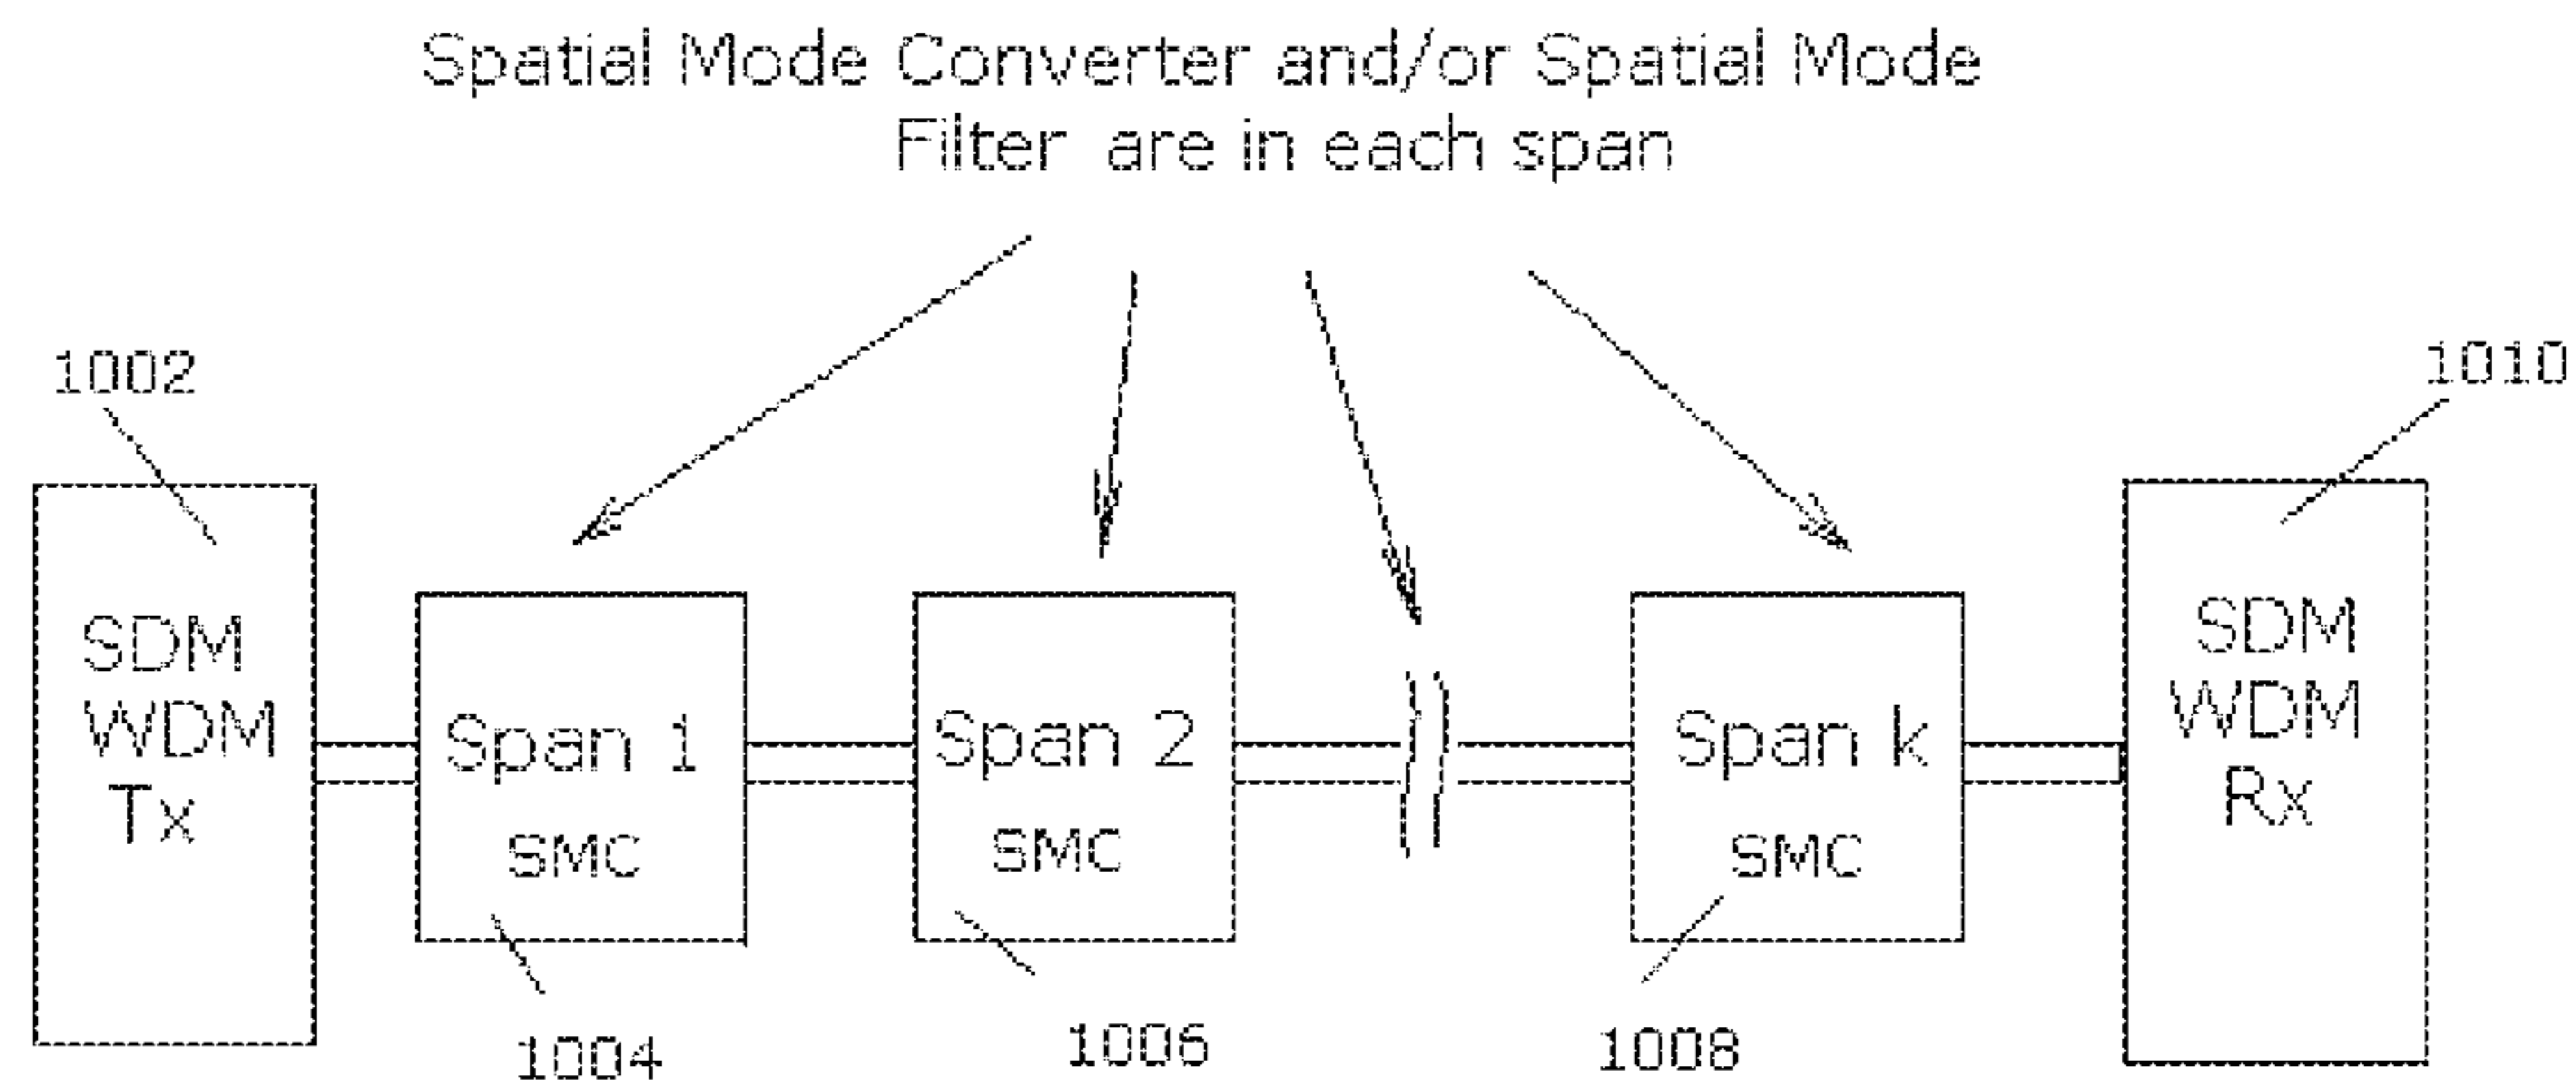 Spatial Mode Converter and/or Spatial Mode
Filter are in each span
1002
1010
SDM
WDM
Tx
Span 1
SMC
Span 2
SMC
Span k
SMC
SDM
WDM
Rx
1004
1006
1008